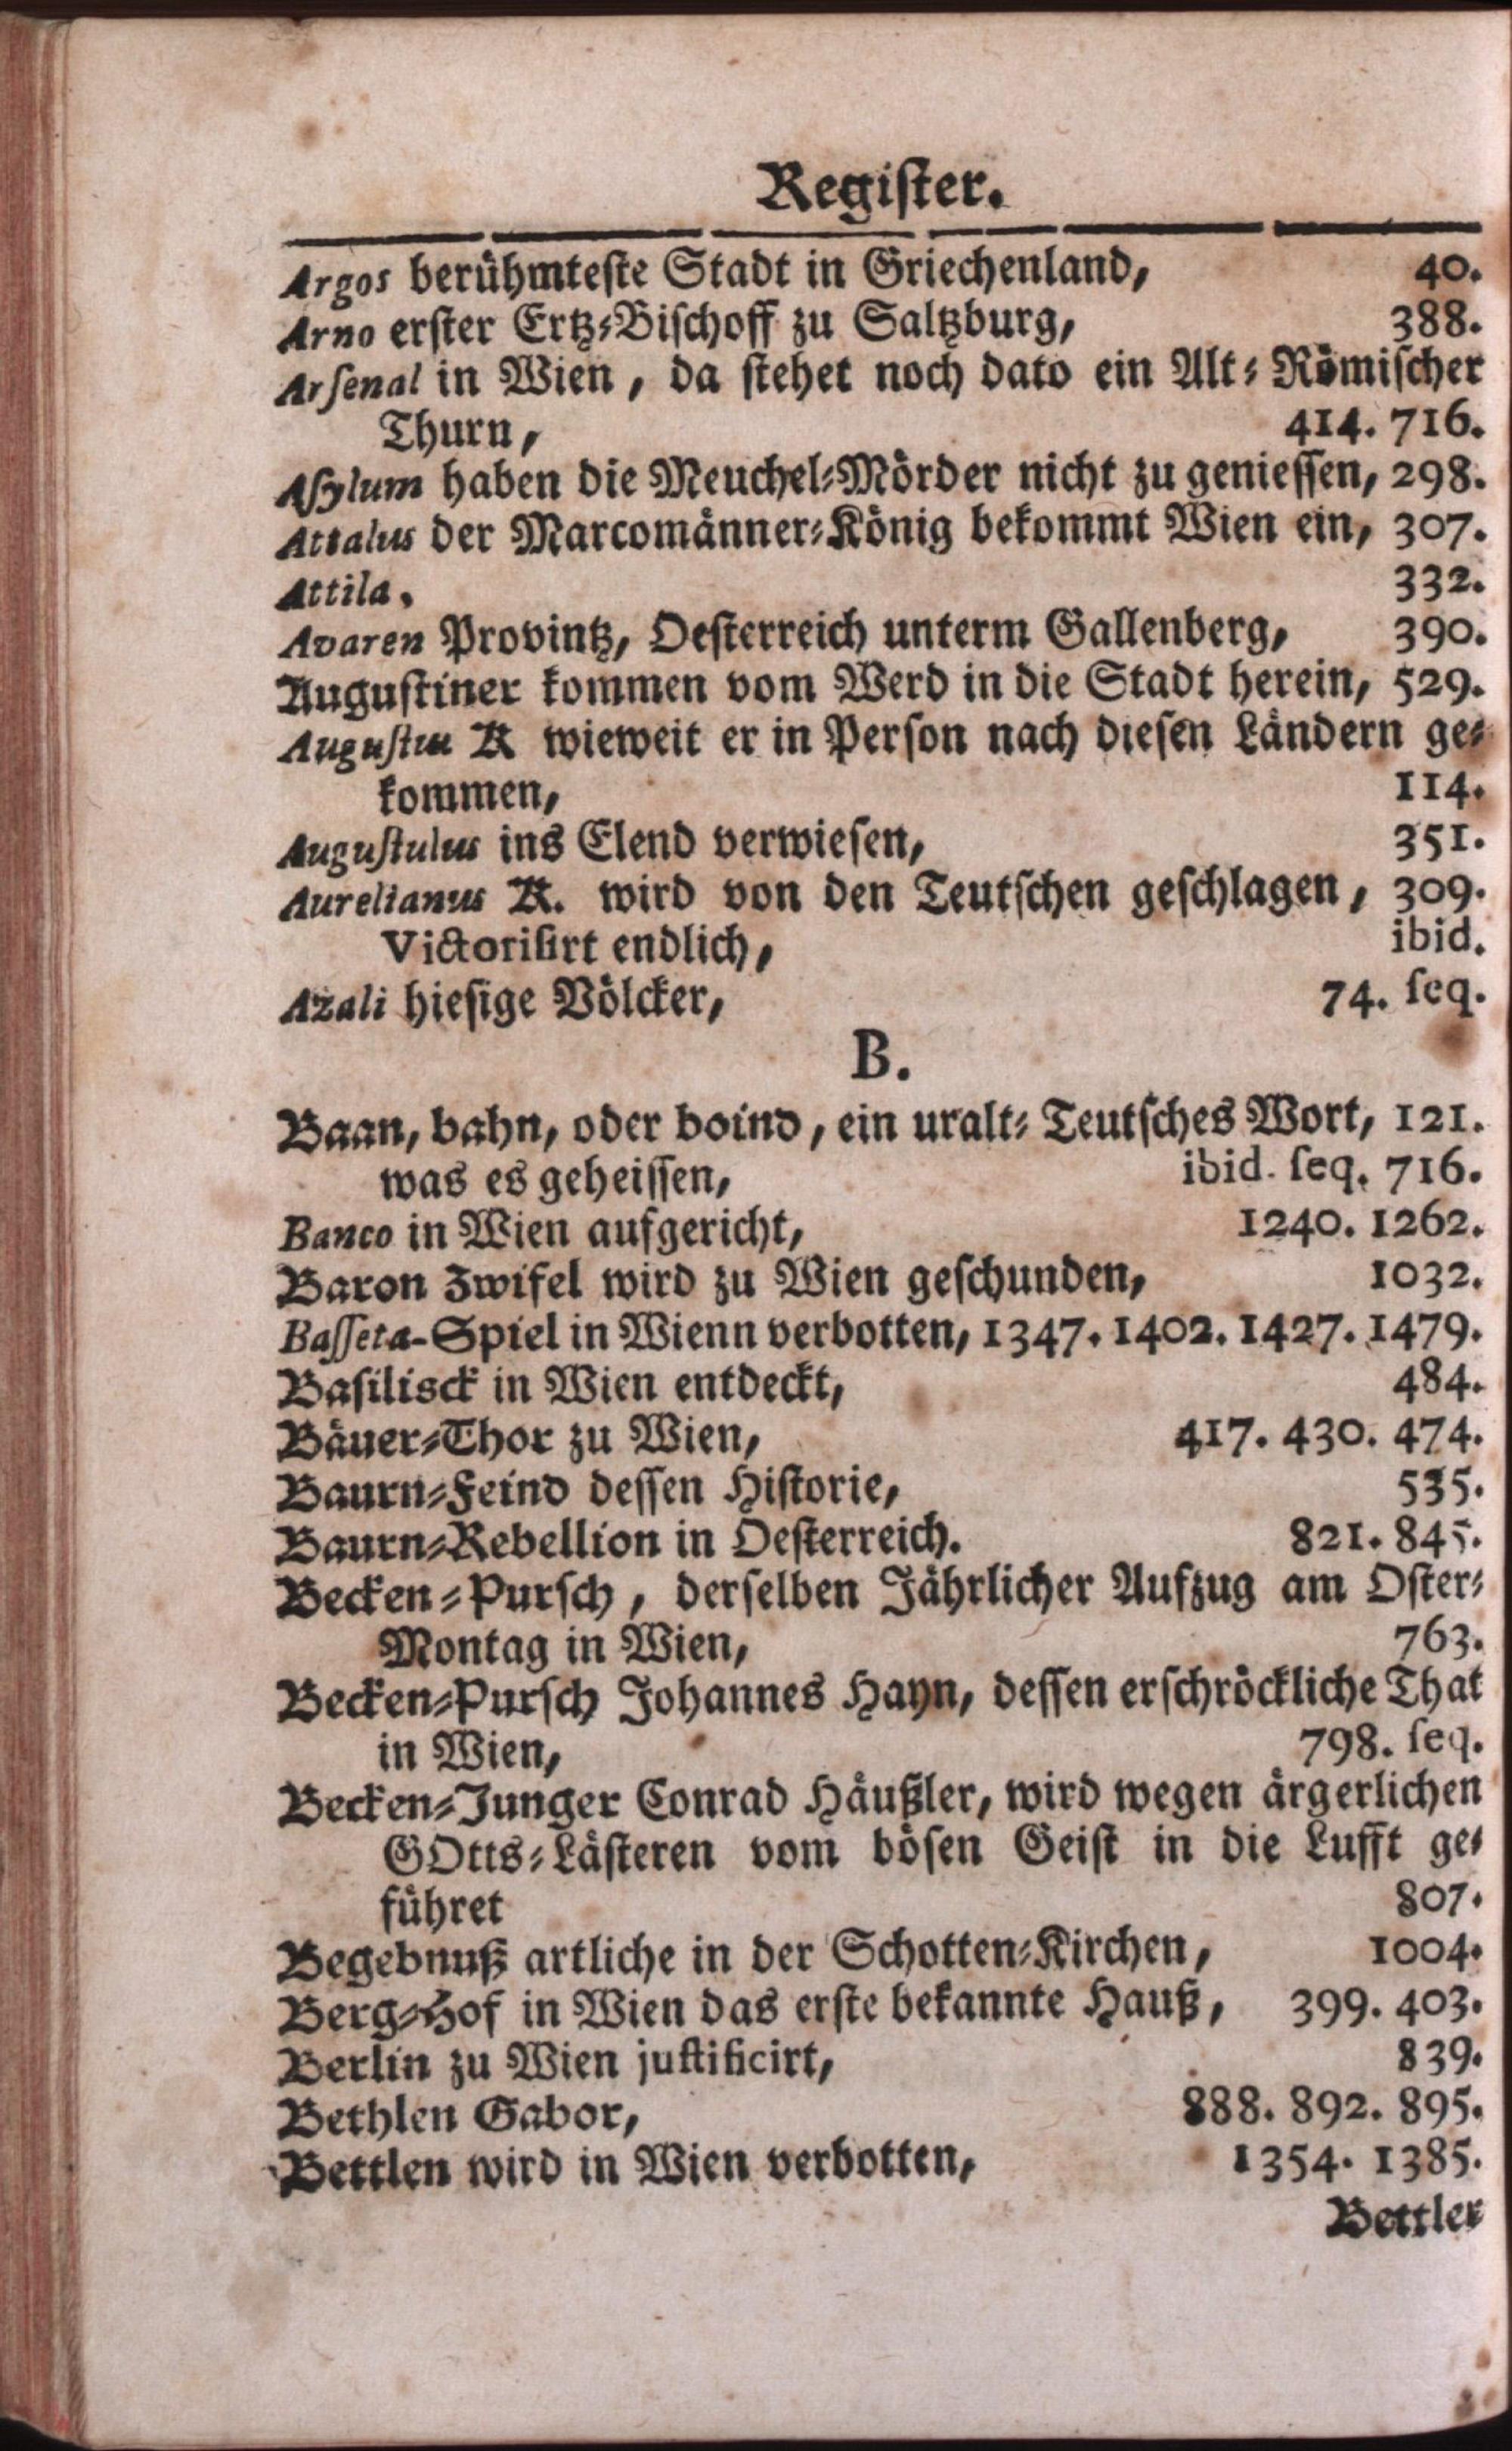 Register.
Argos berühmteste Stadt in Griechenland, 40.
Arno erster Ertz-Bischoff zu Saltzburg, 388.
Arsenal in Wien, da stehet noch dato ein Alt-Römischer
Thurn, 414. 716.
Asylum haben die Meuchel-Mörder nicht zu geniessen, 298.
Attalus der Marcomänner-König bekommt Wien ein, 307.
Attila. 332.
Avaren Provintz, Oesterreich unterm Gallenberg, 390.
Augustiner kommen vom Werd in die Stadt herein, 529.
Augustus K wieweit er in Person nach diesen Ländern ge-
kommen, 114.
Augustulus ins Elend verwiesen, 351.
Aurelianus K. wird von den Teutschen geschlagen, 309.
Victorisirt endlich, ibid.
Azali hiesige Völcker, 74. seq.
B.
Baan, bahn, oder boind, ein uralt-Teutsches Wort, 121.
was es geheissen, ibid. seq. 716.
Banco in Wien aufgericht, 1240. 1262.
Baron Zwifel wird zu Wien geschunden, 1032.
Basseta-Spiel in Wienn verbotten, 1347. 1402. 1427. 1479.
Basilisck in Wien entdeckt, 484.
Bäuer-Thor zu Wien, 417. 430. 474.
Baurn-Feind dessen Historie, 535.
Baurn-Rebellion in Oesterreich. 821. 845.
Becken-Pursch, derselben Jährlicher Aufzug am Oster-
Montag in Wien, 763.
Becken-Pursch Johannes Hayn, dessen erschröckliche That
in Wien, 798. seq.
Becken-Junger Conrad Häußler, wird wegen ärgerlichen
GOtts-Lästeren vom bösen Geist in die Lufft ge-
führet 807.
Begebnuß artliche in der Schotten-Kirchen, 1004.
Berg-Hof in Wien das erste bekannte Hauß, 399. 403.
Berlin zu Wien justificirt, 839.
Bethlen Gabor, 888. 892. 895.
Bettlen wird in Wien verbotten, 1354. 1385.
Bettler